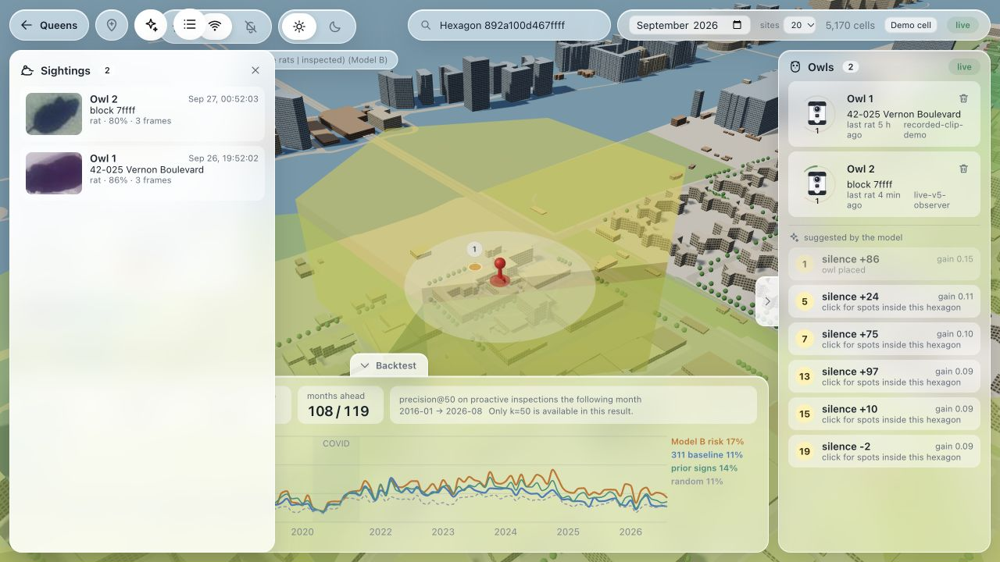 Queens
Hexagon 892a100d467ffff
September 2026
sites 20
5,170 cells
Demo cell
live
e rats | inspected) (Model B)
Sightings 2
Owl 2
Sep 27, 00:52:03
block 7ffff
rat · 80% · 3 frames
Owl 1
Sep 26, 19:52:02
42-025 Vernon Boulevard
rat · 86% · 3 frames
1
Backtest
months ahead
108 / 119
precision@50 on proactive inspections the following month
2016-01 → 2026-08 Only k=50 is available in this result.
COVID
Model B risk 17%
311 baseline 11%
prior signs 14%
random 11%
2020 2022 2023 2024 2025 2026
Owls 2
live
Owl 1
42-025 Vernon Boulevard
last rat 5 h ago
recorded-clip-demo
1
Owl 2
block 7ffff
last rat 4 min ago
live-v5-observer
1
suggested by the model
1 silence +86 gain 0.15
owl placed
5 silence +24 gain 0.11
click for spots inside this hexagon
7 silence +75 gain 0.10
click for spots inside this hexagon
13 silence +97 gain 0.09
click for spots inside this hexagon
15 silence +10 gain 0.09
click for spots inside this hexagon
19 silence -2 gain 0.09
click for spots inside this hexagon